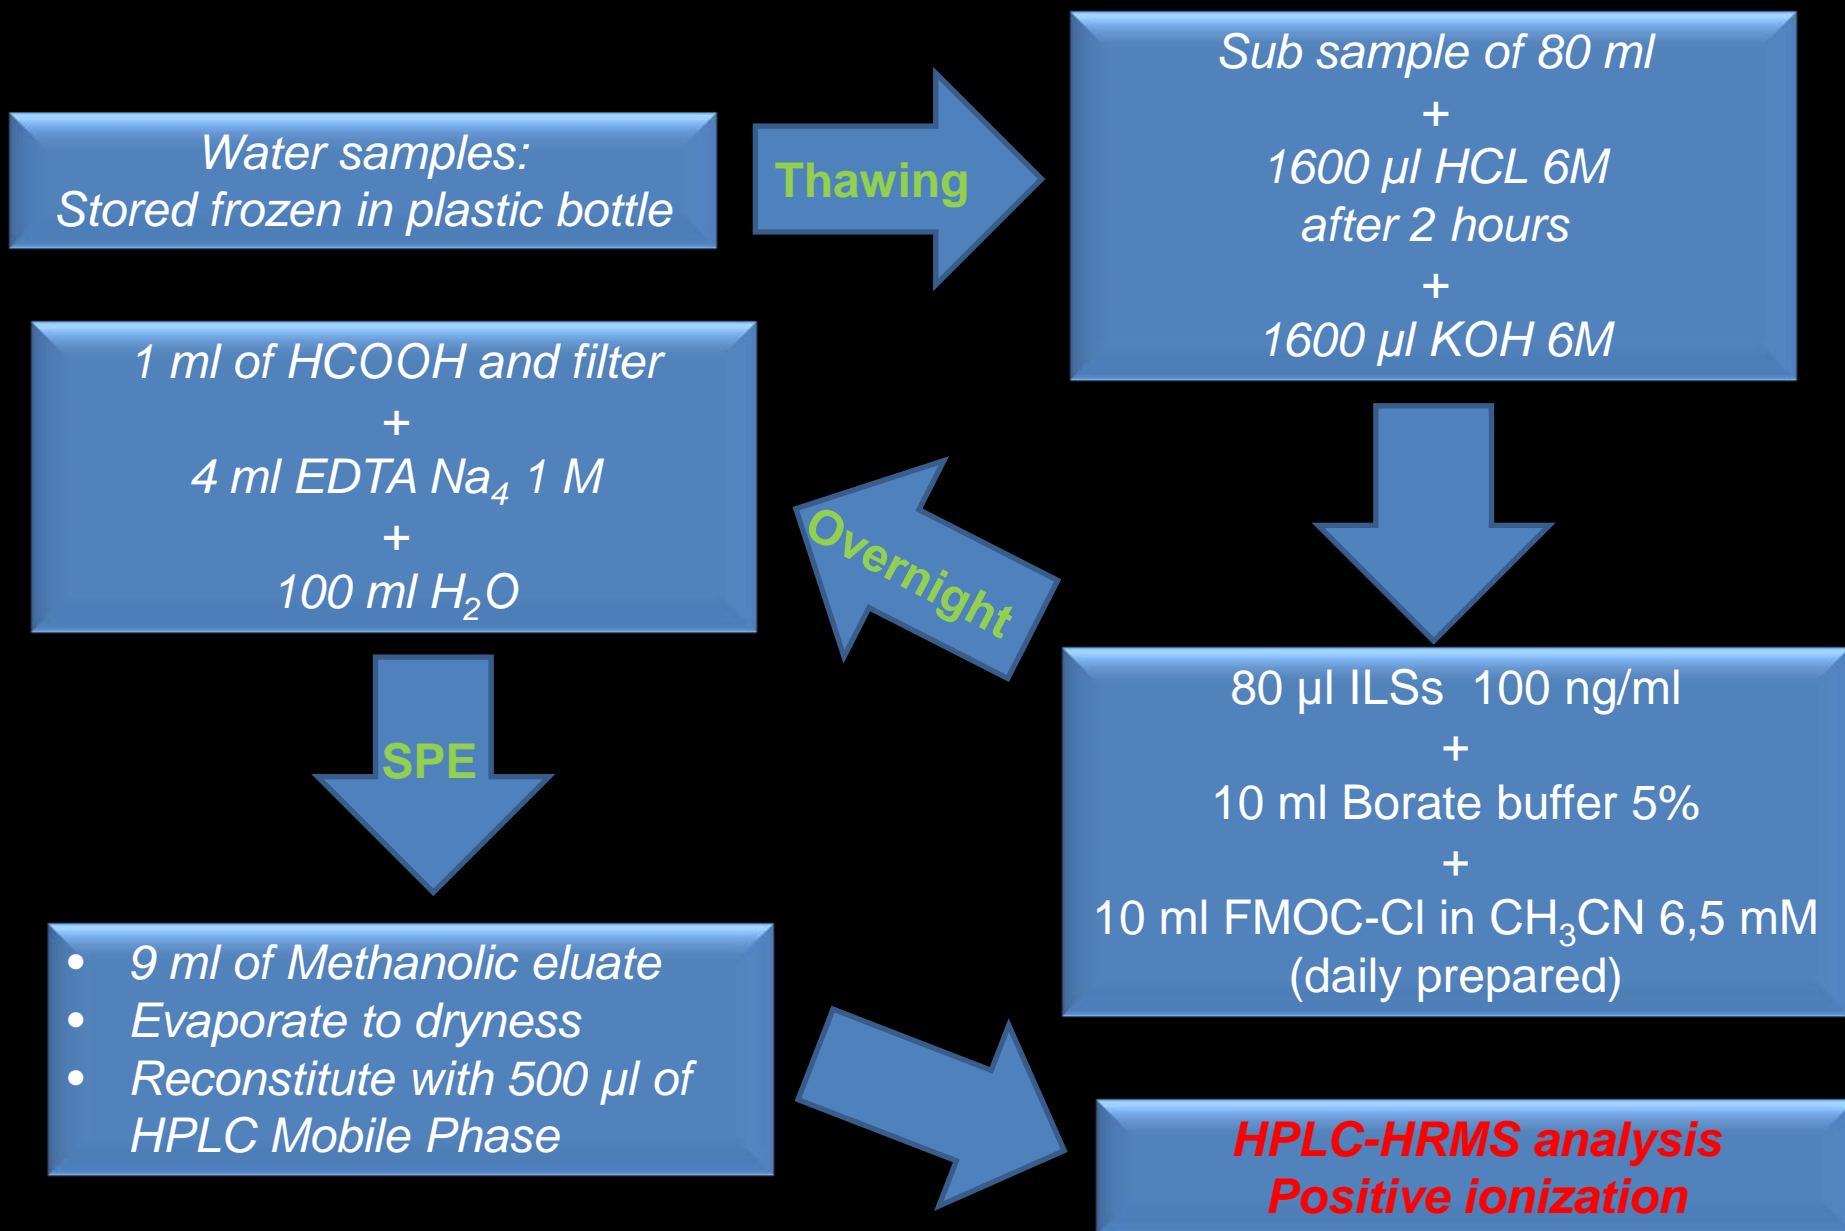 Water samples:
Stored frozen in plastic bottle
Thawing
Sub sample of 80 ml
+
1600 µl HCL 6M
after 2 hours
+
1600 µl KOH 6M
80 µl ILSs 100 ng/ml
+
10 ml Borate buffer 5%
+
10 ml FMOC-Cl in CH₃CN 6,5 mM
(daily prepared)
Overnight
1 ml of HCOOH and filter
+
4 ml EDTA Na₄ 1 M
+
100 ml H₂O
SPE
• 9 ml of Methanolic eluate
• Evaporate to dryness
• Reconstitute with 500 µl of
HPLC Mobile Phase
HPLC-HRMS analysis
Positive ionization